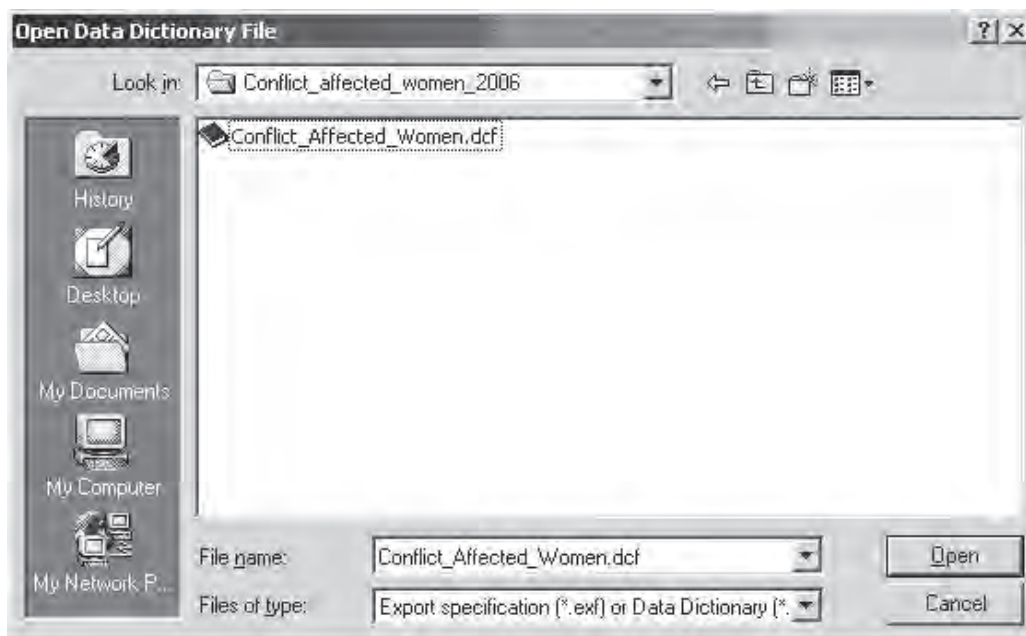 Open Data Dictionary File
Look in: Conflict_affected_women_2006
Conflict_Affected_Women.dcf
History
Desktop
My Documents
My Computer
My Network P...
File name: Conflict_Affected_Women.dcf Open
Files of type: Export specification (*.exf) or Data Dictionary (*. Cancel